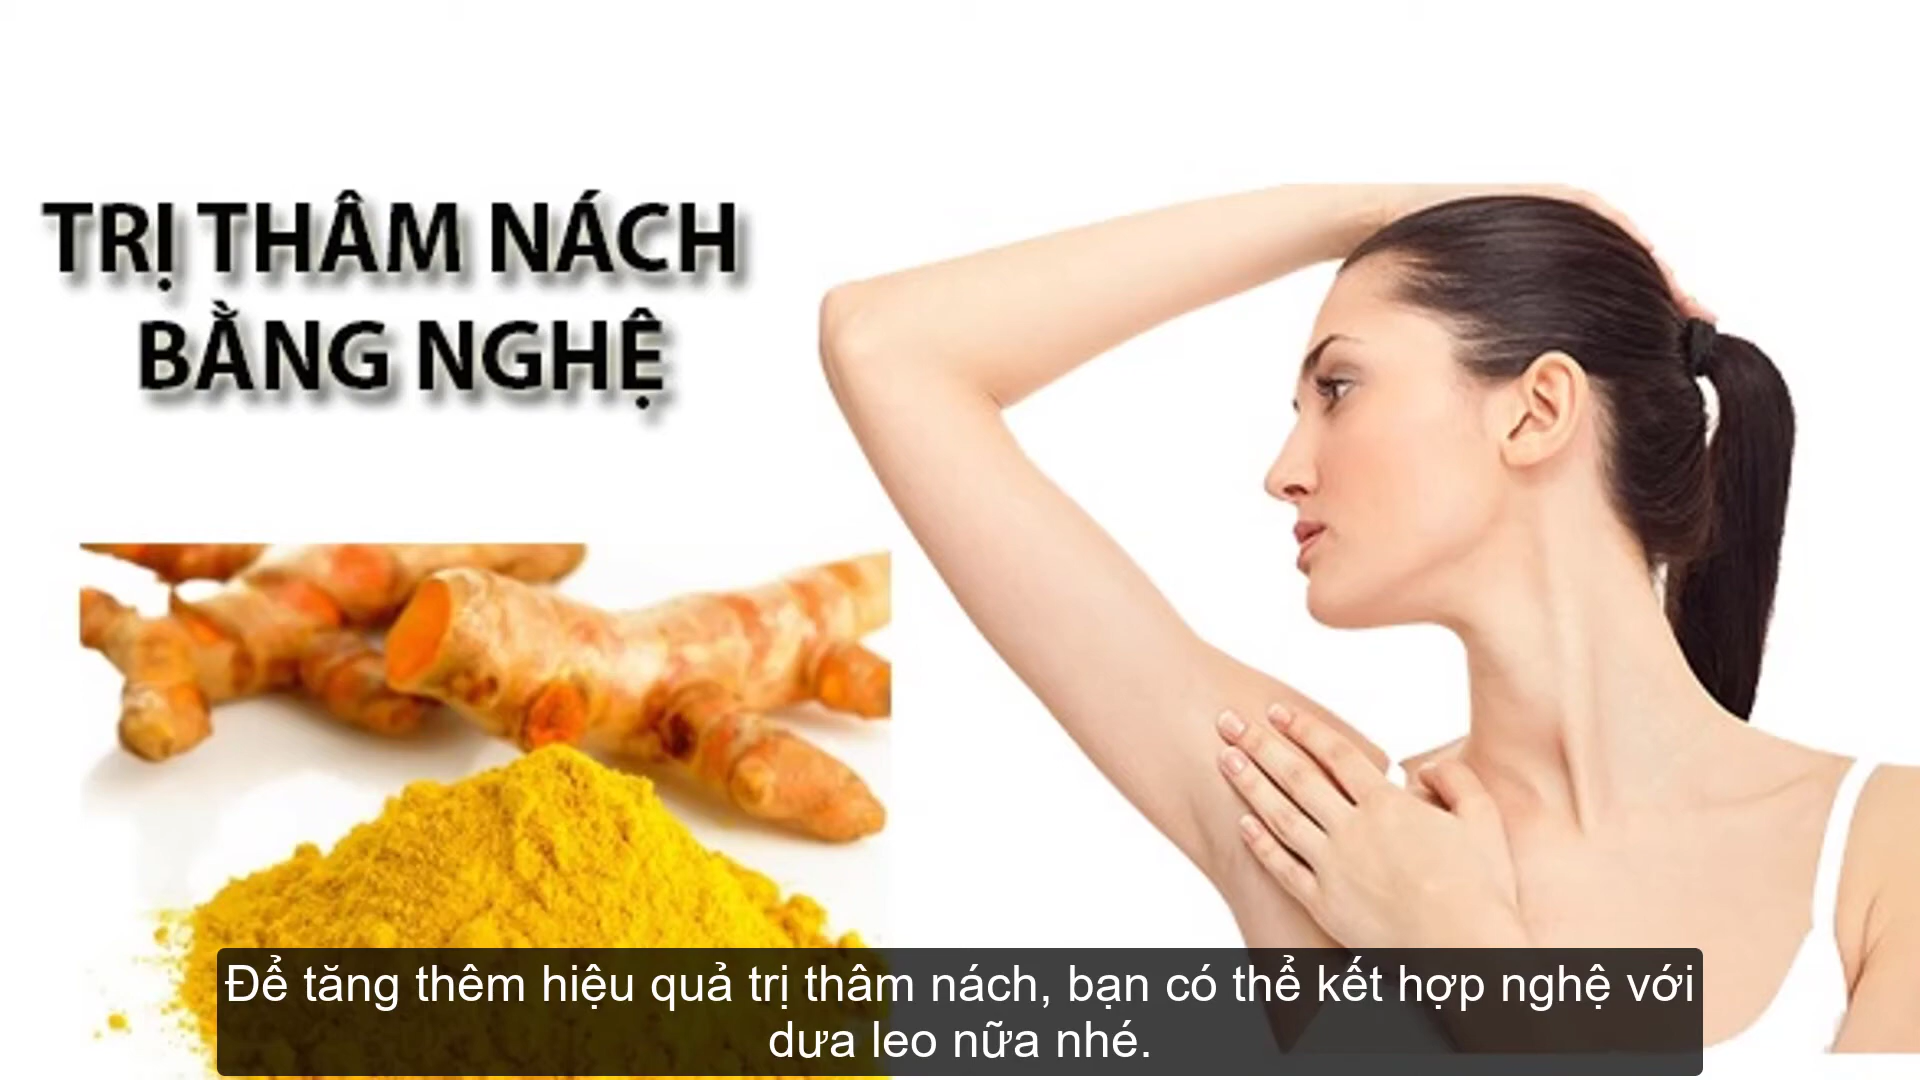 TRỊ THÂM NÁCH
BẰNG NGHỆ
Để tăng thêm hiệu quả trị thâm nách, bạn có thể kết hợp nghệ với
dưa leo nữa nhé.